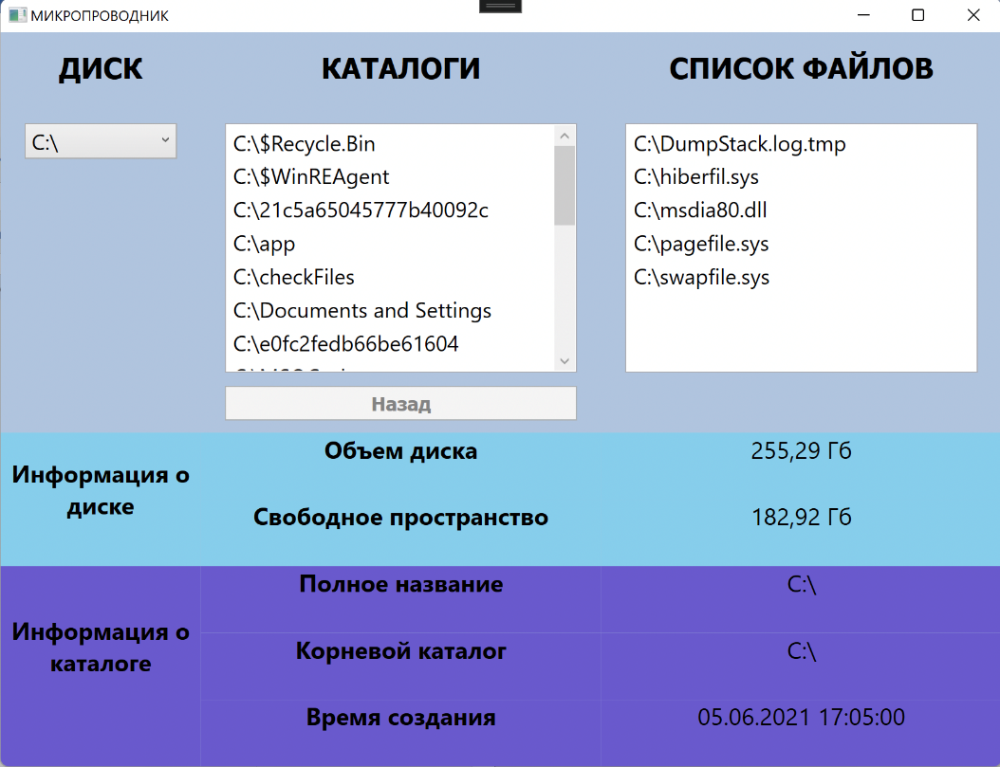 МИКРОПРОВОДНИК
ДИСК
КАТАЛОГИ
СПИСОК ФАЙЛОВ
C:\
C:\$Recycle.Bin
C:\$WinREAgent
C:\21c5a65045777b40092c
C:\app
C:\checkFiles
C:\Documents and Settings
C:\e0fc2fedb66be61604
C:\DumpStack.log.tmp
C:\hiberfil.sys
C:\msdia80.dll
C:\pagefile.sys
C:\swapfile.sys
Назад
Информация о
диске
Объем диска
255,29 Гб
Свободное пространство
182,92 Гб
Информация о
каталоге
Полное название
C:\
Корневой каталог
C:\
Время создания
05.06.2021 17:05:00